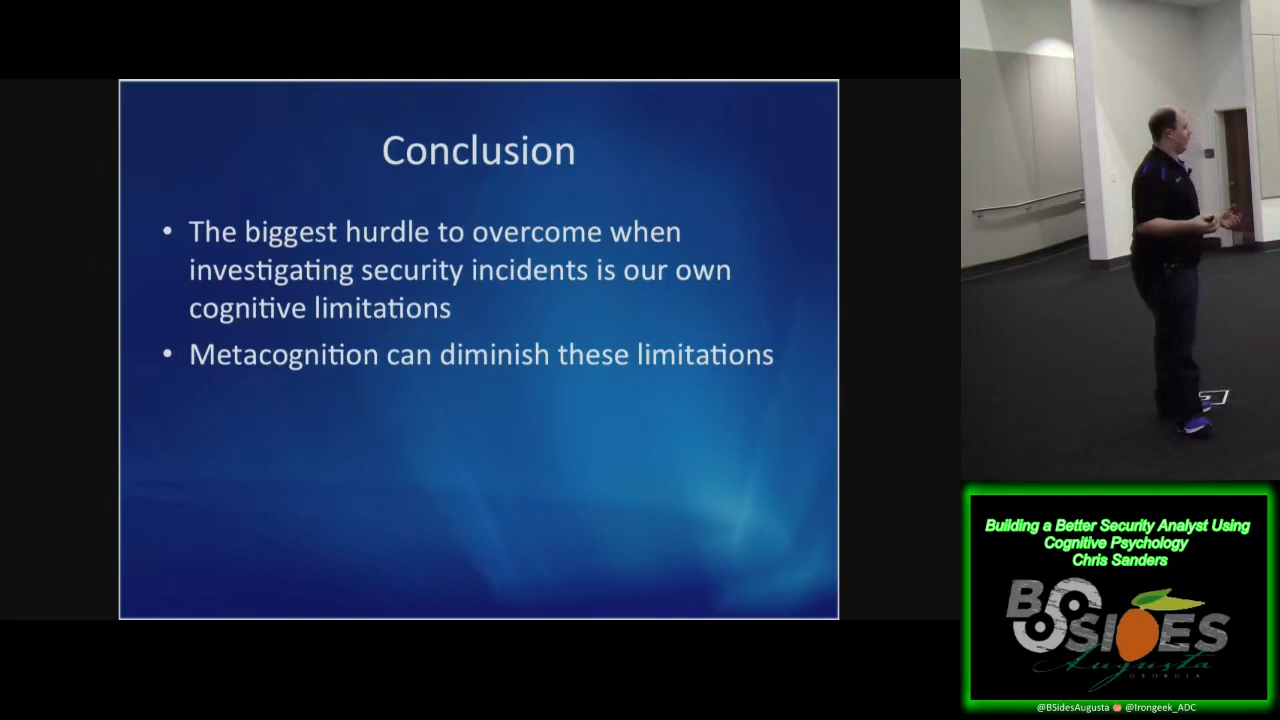 Conclusion
• The biggest hurdle to overcome when
investigating security incidents is our own
cognitive limitations
• Metacognition can diminish these limitations
Building a Better Security Analyst Using
Cognitive Psychology
Chris Sanders
BSIDES
Augusta
GEORGIA
@BSidesAugusta @Irongeek_ADC